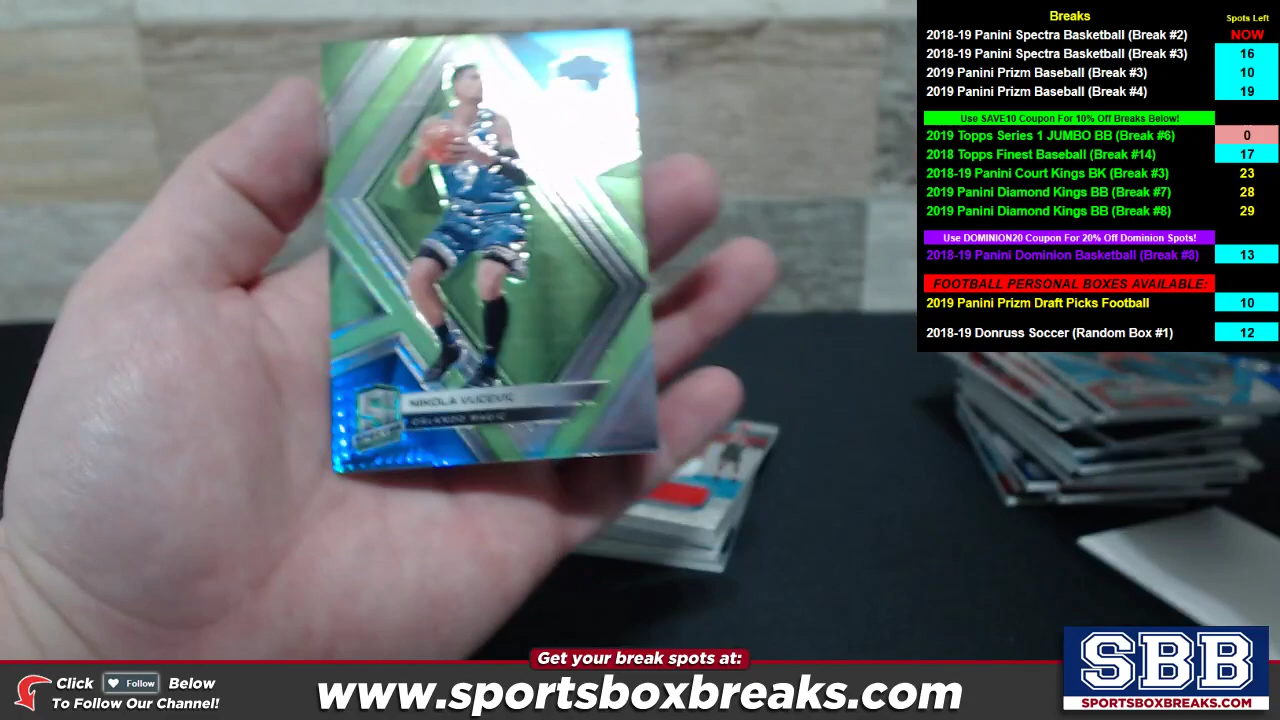 Breaks
Spots Left
2018-19 Panini Spectra Basketball (Break #2)
NOW
2018-19 Panini Spectra Basketball (Break #3)
16
2019 Panini Prizm Baseball (Break #3)
10
2019 Panini Prizm Baseball (Break #4)
19
Use SAVE10 Coupon For 10% Off Breaks Below!
2019 Topps Series 1 JUMBO BB (Break #6)
0
2018 Topps Finest Baseball (Break #14)
17
2018-19 Panini Court Kings BK (Break #3)
23
2019 Panini Diamond Kings BB (Break #7)
28
2019 Panini Diamond Kings BB (Break #8)
29
Use DOMINION20 Coupon For 20% Off Dominion Spots!
2018-19 Panini Dominion Basketball (Break #8)
13
FOOTBALL PERSONAL BOXES AVAILABLE:
2019 Panini Prizm Draft Picks Football
10
2018-19 Donruss Soccer (Random Box #1)
12
NIKOLA VUCEVIC
ORLANDO MAGIC
Get your break spots at:
www.sportsboxbreaks.com
Click Follow Below
To Follow Our Channel!
SBB
SPORTSBOXBREAKS.COM